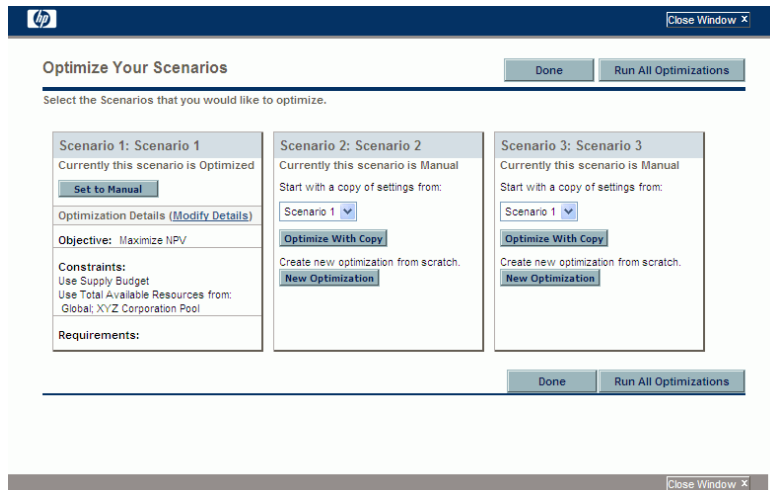 hp
Close Window x
Optimize Your Scenarios
Done
Run All Optimizations
Select the Scenarios that you would like to optimize.
Scenario 1: Scenario 1
Currently this scenario is Optimized
Set to Manual
Optimization Details (Modify Details)
Objective: Maximize NPV
Constraints:
Use Supply Budget
Use Total Available Resources from:
Global; XYZ Corporation Pool
Requirements:
Scenario 2: Scenario 2
Currently this scenario is Manual
Start with a copy of settings from:
Scenario 1
Optimize With Copy
Create new optimization from scratch.
New Optimization
Scenario 3: Scenario 3
Currently this scenario is Manual
Start with a copy of settings from:
Scenario 1
Optimize With Copy
Create new optimization from scratch.
New Optimization
Done
Run All Optimizations
Close Window x